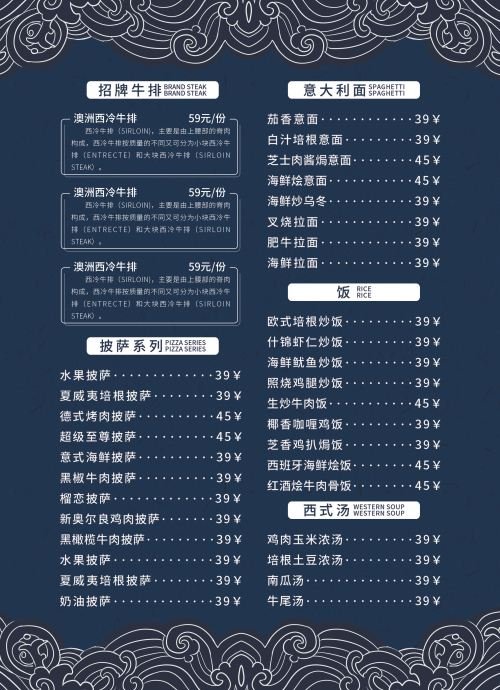 招牌牛排 BRAND STEAK
BRAND STEAK
澳洲西冷牛排 59元/份
西冷牛排（SIRLOIN)，主要是由上腰部的脊肉
构成，西冷牛排按质量的不同又可分为小块西冷牛
排（ENTRECTE）和大块西冷牛排（SIRLOIN
STEAK）。
澳洲西冷牛排 59元/份
西冷牛排（SIRLOIN)，主要是由上腰部的脊肉
构成，西冷牛排按质量的不同又可分为小块西冷牛
排（ENTRECTE）和大块西冷牛排（SIRLOIN
STEAK）。
澳洲西冷牛排 59元/份
西冷牛排（SIRLOIN)，主要是由上腰部的脊肉
构成，西冷牛排按质量的不同又可分为小块西冷牛
排（ENTRECTE）和大块西冷牛排（SIRLOIN
STEAK）。
披萨系列 PIZZA SERIES
PIZZA SERIES
水果披萨·············39￥
夏威夷培根披萨········39￥
德式烤肉披萨··········45￥
超级至尊披萨··········45￥
意式海鲜披萨··········39￥
黑椒牛肉披萨··········39￥
榴恋披萨·············39￥
新奥尔良鸡肉披萨·······39￥
黑橄榄牛肉披萨········39￥
水果披萨·············39￥
夏威夷培根披萨········39￥
奶油披萨·············39￥
意大利面 SPAGHETTI
SPAGHETTI
茄香意面·············39￥
白汁培根意面··········39￥
芝士肉酱焗意面········45￥
海鲜烩意面···········45￥
海鲜炒乌冬···········39￥
叉烧拉面·············39￥
肥牛拉面·············39￥
海鲜拉面·············39￥
饭 RICE
RICE
欧式培根炒饭··········39￥
什锦虾仁炒饭··········39￥
海鲜鱿鱼炒饭··········39￥
照烧鸡腿炒饭··········39￥
生炒牛肉饭···········45￥
椰香咖喱鸡饭··········39￥
芝香鸡扒焗饭··········39￥
西班牙海鲜烩饭········45￥
红酒烩牛肉骨饭········45￥
西式汤 WESTERN SOUP
WESTERN SOUP
鸡肉玉米浓汤··········39￥
培根土豆浓汤··········39￥
南瓜汤··············39￥
牛尾汤··············39￥